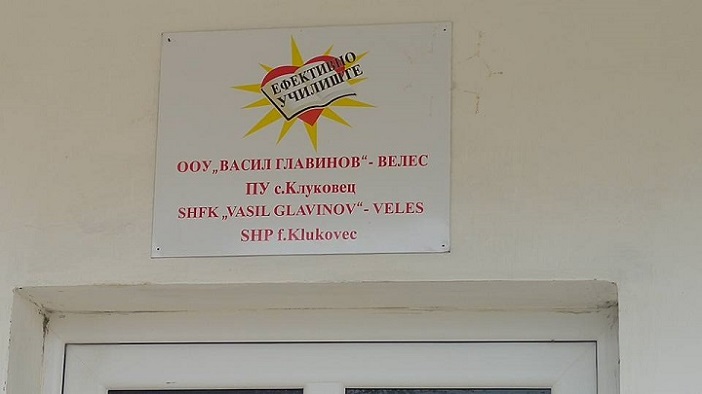 ЕФЕКТИВНО
УЧИЛИШТЕ
ООУ „ВАСИЛ ГЛАВИНОВ“- ВЕЛЕС
ПУ с.Клуковец
SHFK „VASIL GLAVINOV“- VELES
SHP f.Klukovec